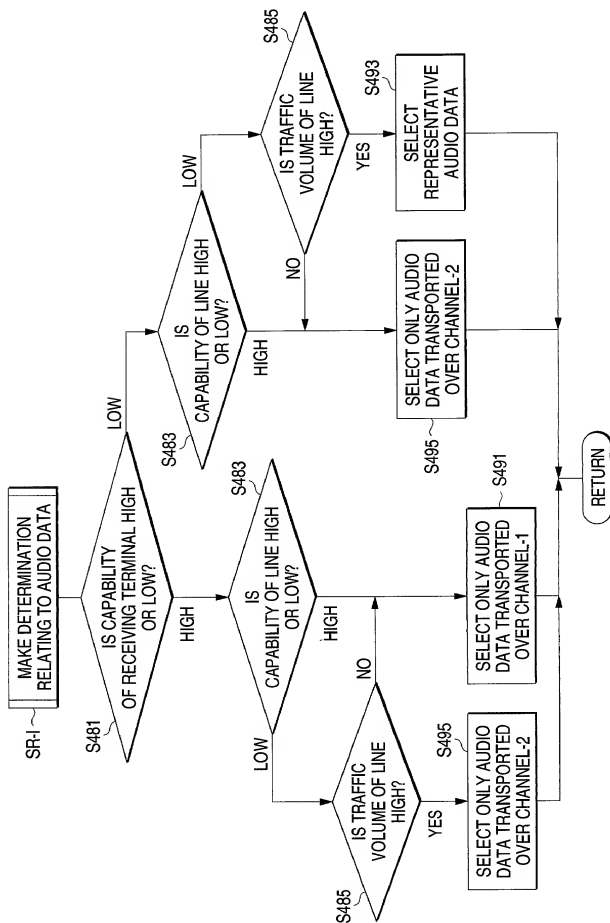 SR-I
MAKE DETERMINATION
RELATING TO AUDIO DATA
S481
IS CAPABILITY
OF RECEIVING TERMINAL HIGH
OR LOW?
LOW
HIGH
S483
IS
CAPABILITY OF LINE HIGH
OR LOW?
LOW
HIGH
S485
IS TRAFFIC
VOLUME OF LINE
HIGH?
NO
YES
S483
IS
CAPABILITY OF LINE HIGH
OR LOW?
LOW
HIGH
S485
IS TRAFFIC
VOLUME OF LINE
HIGH?
NO
YES
S495
SELECT ONLY AUDIO
DATA TRANSPORTED
OVER CHANNEL-2
S491
SELECT ONLY AUDIO
DATA TRANSPORTED
OVER CHANNEL-1
S495
SELECT ONLY AUDIO
DATA TRANSPORTED
OVER CHANNEL-2
S493
SELECT
REPRESENTATIVE
AUDIO DATA
RETURN